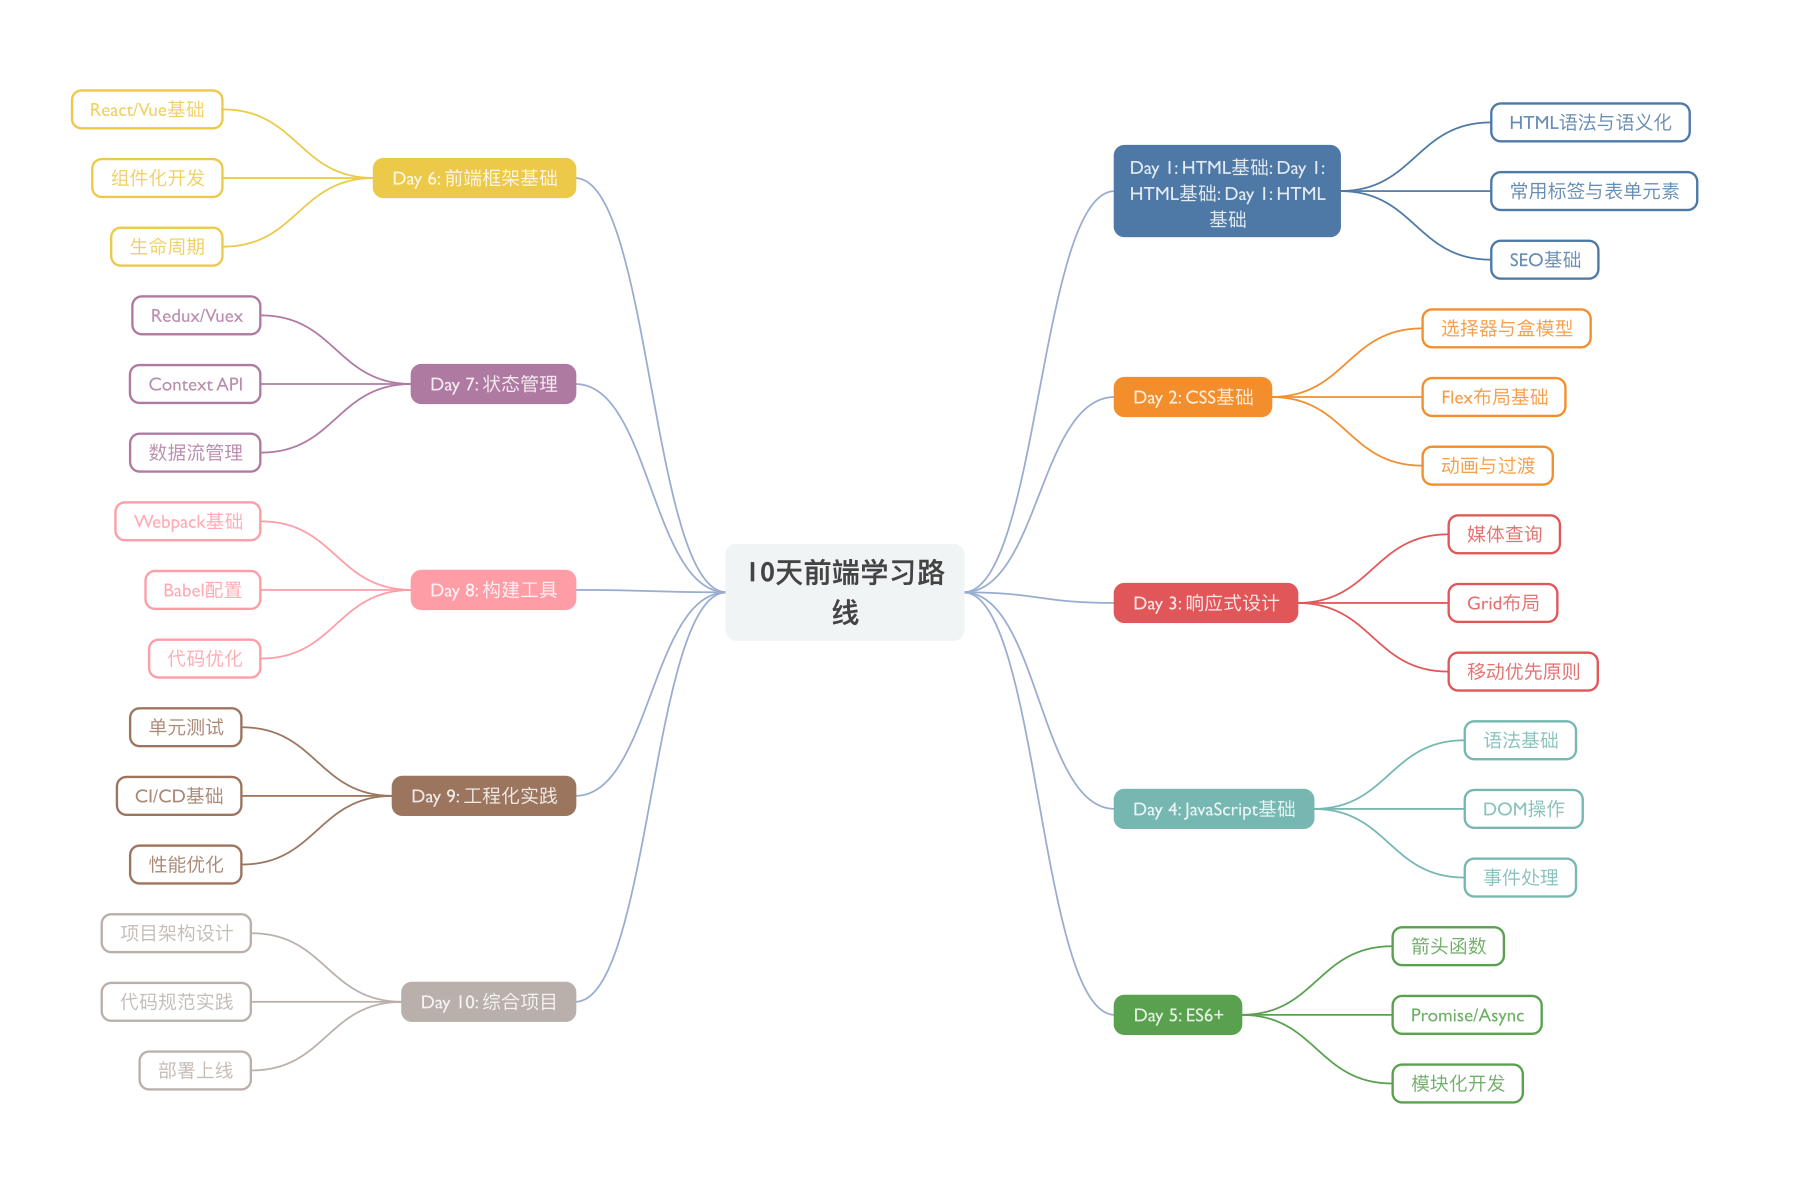 10天前端学习路
线
Day 1: HTML基础: Day 1:
HTML基础: Day 1: HTML
基础
HTML语法与语义化
常用标签与表单元素
SEO基础
Day 2: CSS基础
选择器与盒模型
Flex布局基础
动画与过渡
Day 3: 响应式设计
媒体查询
Grid布局
移动优先原则
Day 4: JavaScript基础
语法基础
DOM操作
事件处理
Day 5: ES6+
箭头函数
Promise/Async
模块化开发
Day 6: 前端框架基础
React/Vue基础
组件化开发
生命周期
Day 7: 状态管理
Redux/Vuex
Context API
数据流管理
Day 8: 构建工具
Webpack基础
Babel配置
代码优化
Day 9: 工程化实践
单元测试
CI/CD基础
性能优化
Day 10: 综合项目
项目架构设计
代码规范实践
部署上线